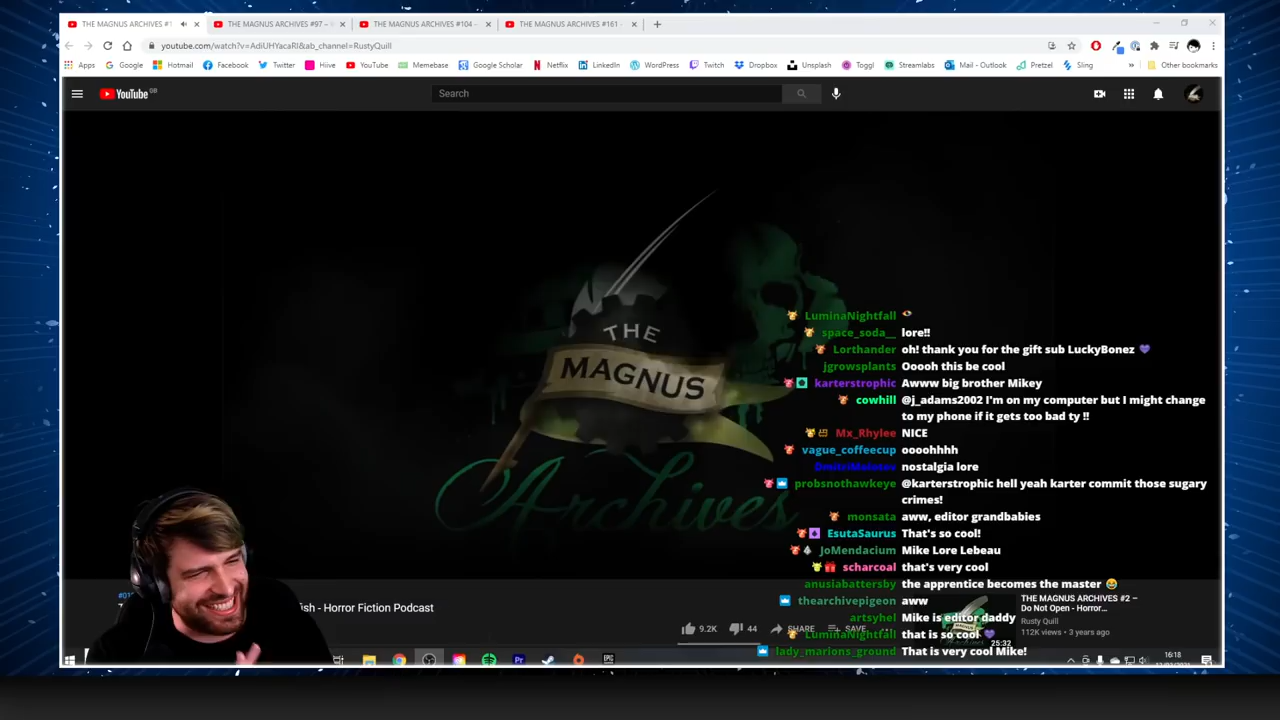 THE MAGNUS ARCHIVES #1
THE MAGNUS ARCHIVES #97 –
THE MAGNUS ARCHIVES #104 –
THE MAGNUS ARCHIVES #161 –
youtube.com/watch?v=AdiUHYacaRI&ab_channel=RustyQuill
Apps Google Hotmail Facebook Twitter Hive YouTube Memebase Google Scholar Netflix LinkedIn WordPress Twitch Dropbox Unsplash Toggl Streamlabs Mail - Outlook Pretzel Sling » Other bookmarks
YouTube GB
Search
THE
MAGNUS
Archives
LuminaNightfall
space_soda__ lore!!
Lorthander oh! thank you for the gift sub LuckyBonez
jgrowsplants Ooooh this be cool
karterstrophic Awww big brother Mikey
cowhill @j_adams2002 I'm on my computer but I might change
to my phone if it gets too bad ty !!
Mx_Rhylee NICE
vague_coffeecup oooohhhh
nostalgia lore
probsnothawkeye @karterstrophic hell yeah karter commit those sugary
crimes!
monsata aww, editor grandbabies
EsutaSaurus That's so cool!
JoMendacium Mike Lore Lebeau
scharcoal that's very cool
anusiabattersby the apprentice becomes the master
thearchivepigeon aww
artsyhel Mike is editor daddy
LuminaNightfall that is so cool
lady_marions_ground That is very cool Mike!
ish - Horror Fiction Podcast
9.2K 44 SHARE SAVE
THE MAGNUS ARCHIVES #2 –
Do Not Open - Horror...
Rusty Quill
112K views • 3 years ago
25:32
16:18